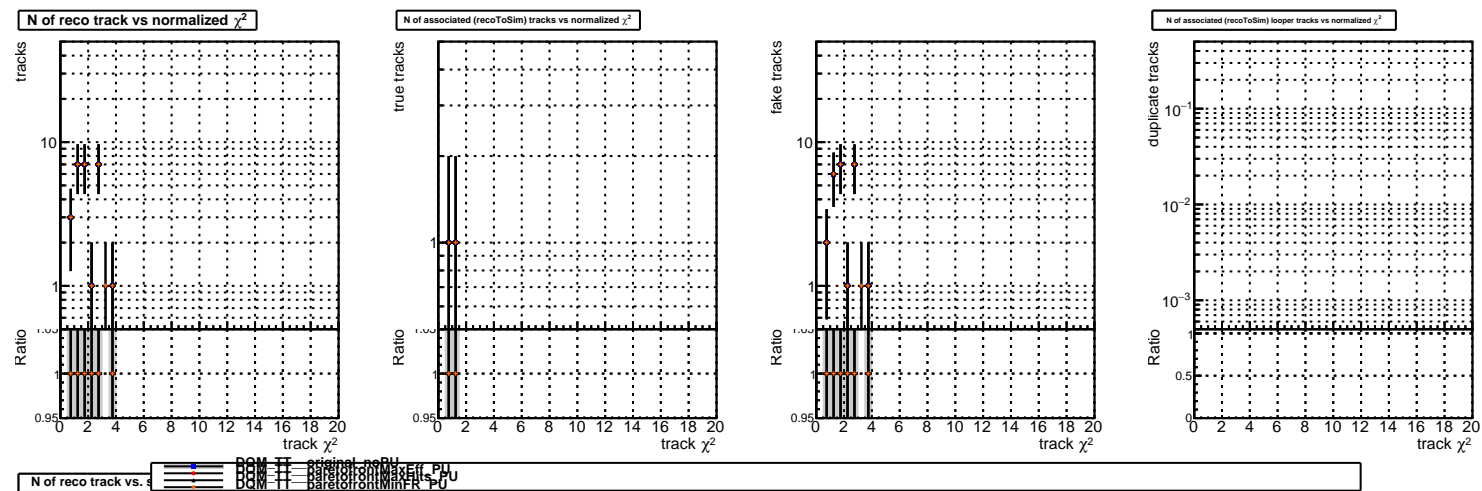 N of reco track vs normalized χ²
N of associated (recoToSim) tracks vs normalized χ²
N of associated (recoToSim) looper tracks vs normalized χ²
tracks
10
1
Ratio
1
0.95
0 2 4 6 8 10 12 14 16 18 20
track χ²
true tracks
1
Ratio
1
0.95
0 2 4 6 8 10 12 14 16 18 20
track χ²
fake tracks
10
1
Ratio
1
0.95
0 2 4 6 8 10 12 14 16 18 20
track χ²
duplicate tracks
10⁻¹
10⁻²
10⁻³
Ratio
1
0.5
0
0 2 4 6 8 10 12 14 16 18 20
track χ²
N of reco track vs.
DQM_TT__original_noPU
DQM_TT__paretofrontMaxEff_PU
DQM_TT__paretofrontMaxHits_PU
DQM_TT__paretofrontMinFR_PU